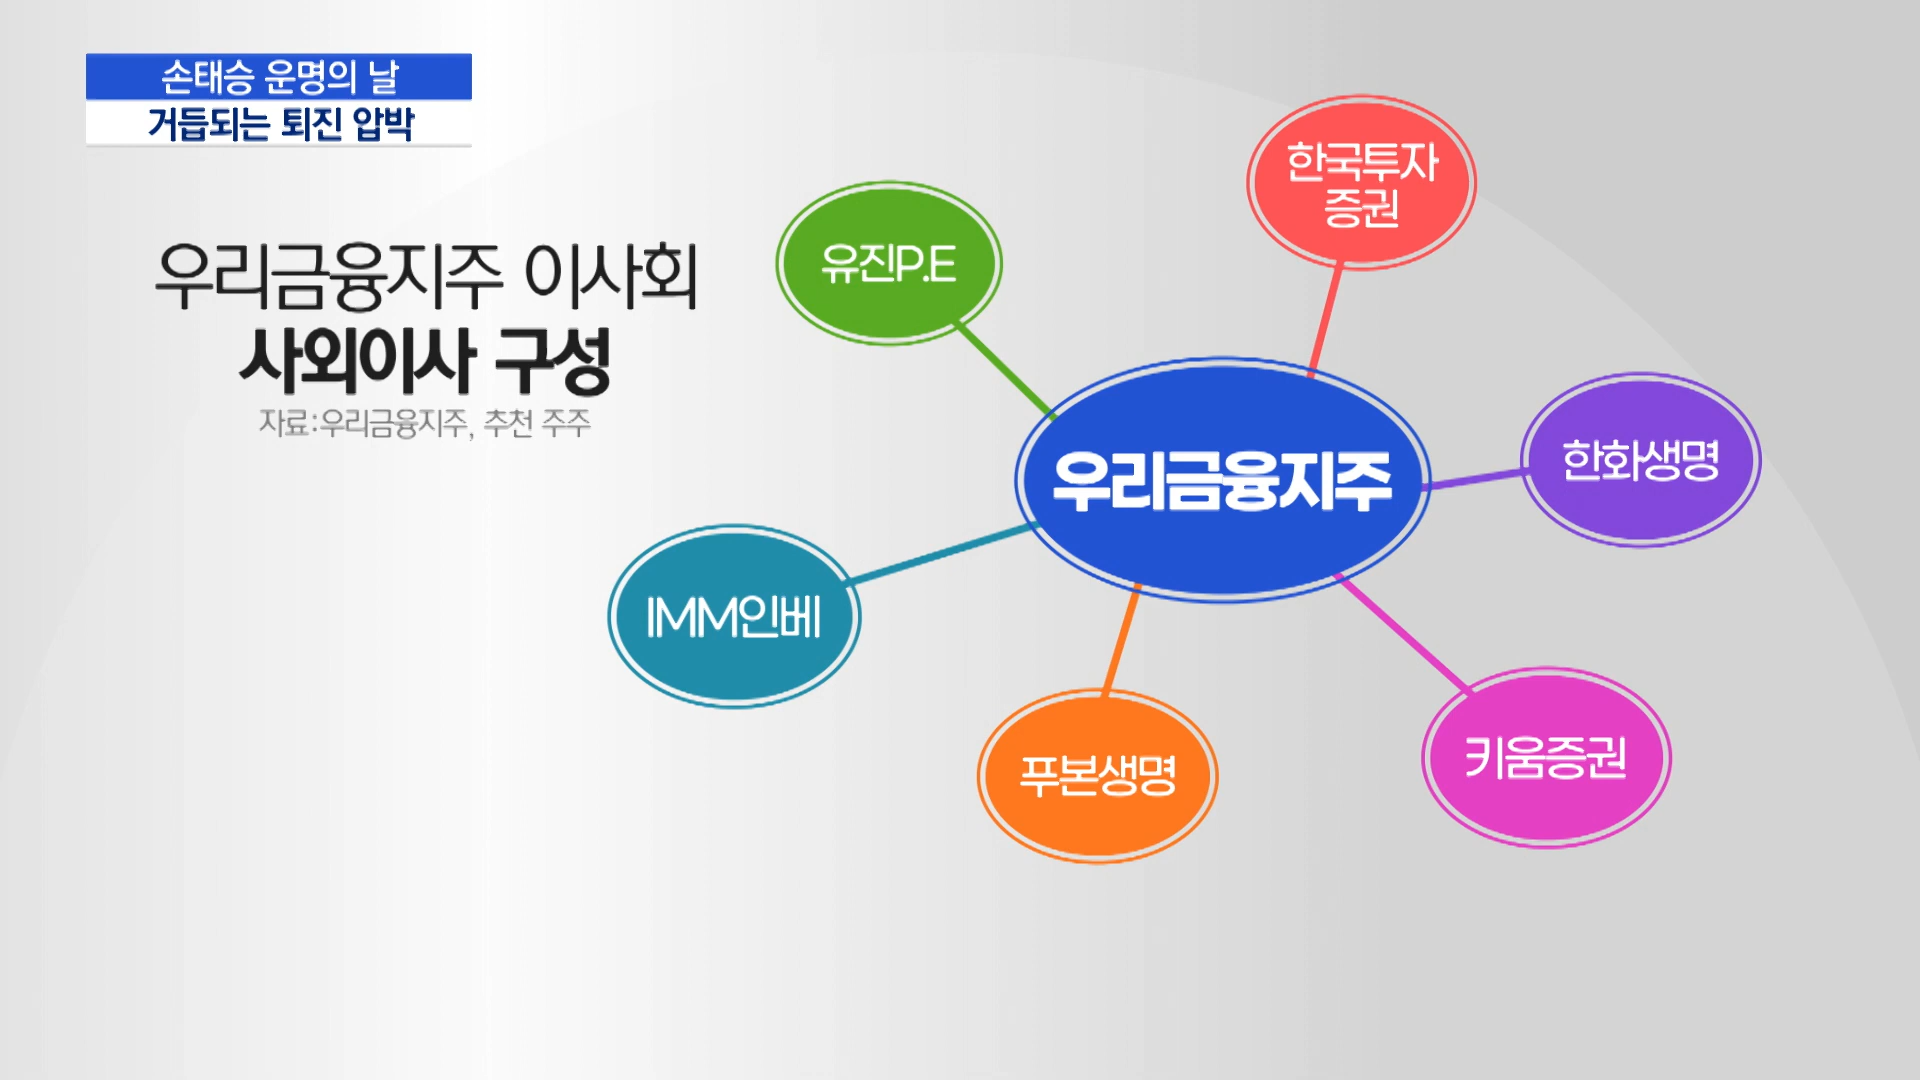 손태승 운명의 날
거듭되는 퇴진 압박
우리금융지주 이사회
사외이사 구성
자료:우리금융지주, 추천 주주
한국투자
증권
유진P.E
한화생명
우리금융지주
IMM인베
푸본생명
키움증권